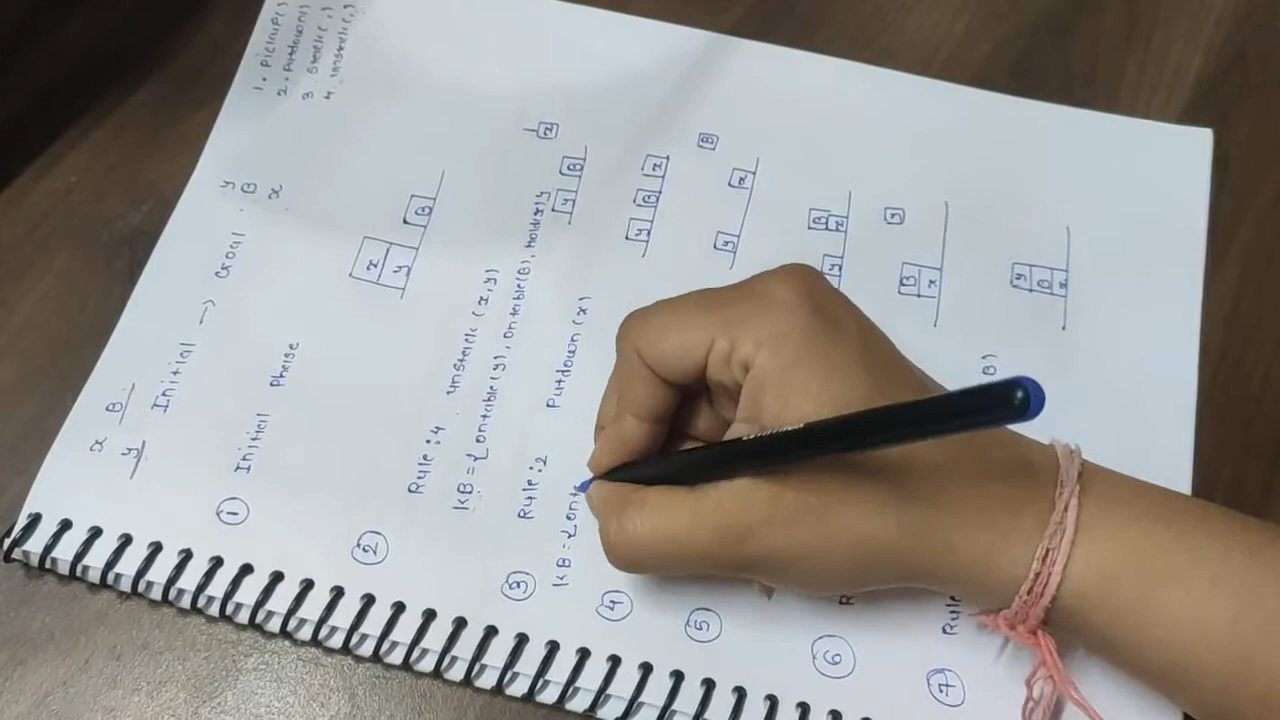 1. Pickup()
2. Putdown()
3. Stack(,)
4. Unstack(,)
x
y B
Initial → Goal.
y
B
x
① Initial Phase
x
y
B
② Rule:4 unstack (x,y)
KB={ontable(y), ontable(B), Hold(x)}
y B
x
③ Rule:2 Putdown(x)
KB={ont
y B x
④
y x
B
⑤
y
B
x
⑥
R
B
x
y
⑦ Rule
B)
y
B
x